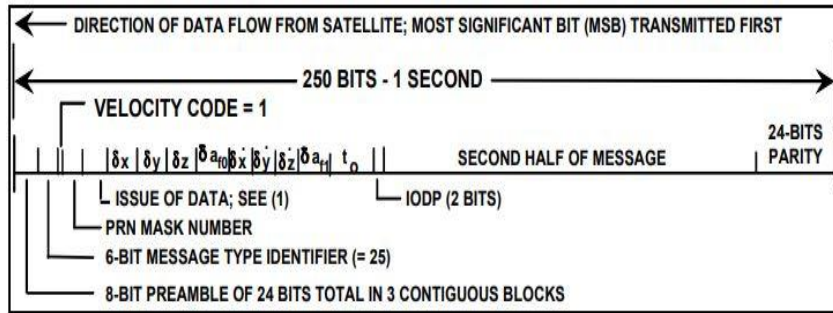 DIRECTION OF DATA FLOW FROM SATELLITE; MOST SIGNIFICANT BIT (MSB) TRANSMITTED FIRST
250 BITS - 1 SECOND
VELOCITY CODE = 1
24-BITS
PARITY
δx δy δz δaf0 δẋ δẏ δż δaf1 to SECOND HALF OF MESSAGE
ISSUE OF DATA; SEE (1) IODP (2 BITS)
PRN MASK NUMBER
6-BIT MESSAGE TYPE IDENTIFIER (= 25)
8-BIT PREAMBLE OF 24 BITS TOTAL IN 3 CONTIGUOUS BLOCKS